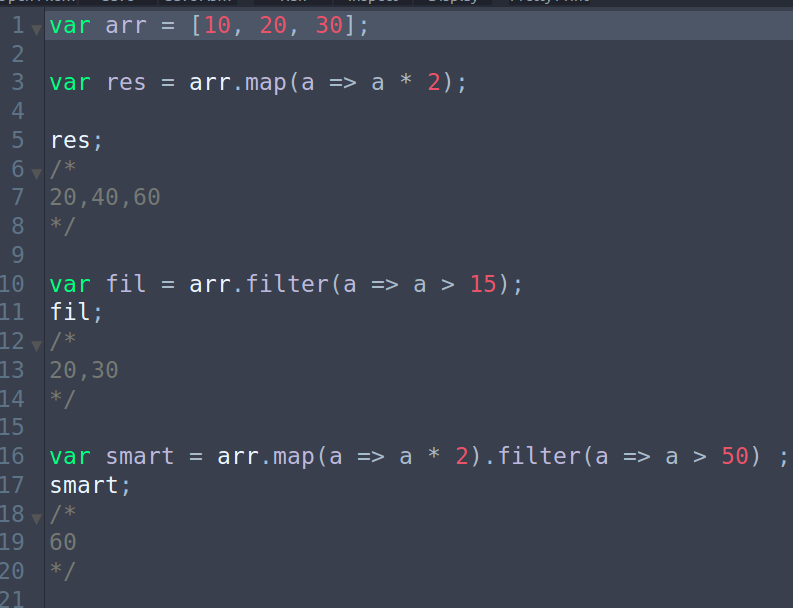 1 var arr = [10, 20, 30];
2
3 var res = arr.map(a => a * 2);
4
5 res;
6 /*
7 20,40,60
8 */
9
10 var fil = arr.filter(a => a > 15);
11 fil;
12 /*
13 20,30
14 */
15
16 var smart = arr.map(a => a * 2).filter(a => a > 50) ;
17 smart;
18 /*
19 60
20 */
21